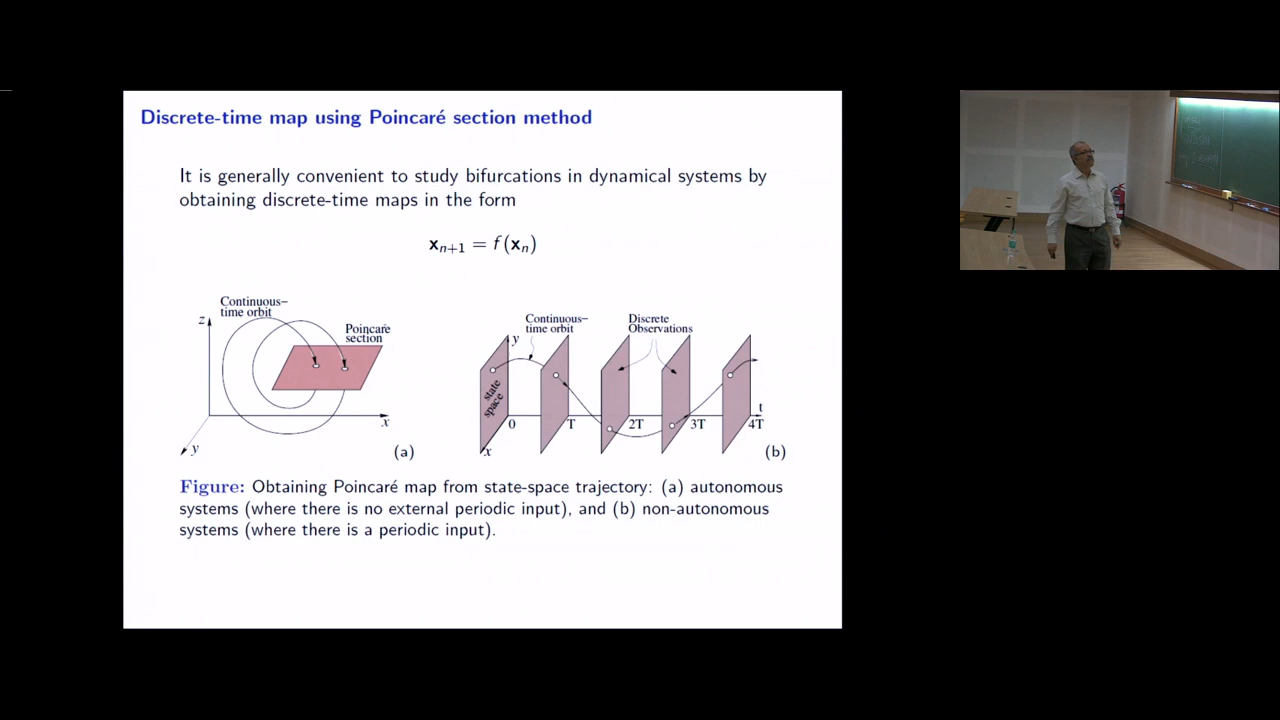 Discrete-time map using Poincaré section method
It is generally convenient to study bifurcations in dynamical systems by
obtaining discrete-time maps in the form
xₙ₊₁ = f(xₙ)
Continuous–
time orbit
Poincaré
section
z
x
y
(a)
Continuous–
time orbit
Discrete
Observations
y
state
space
x
0
T
2T
3T
4T
t
(b)
Figure: Obtaining Poincaré map from state-space trajectory: (a) autonomous
systems (where there is no external periodic input), and (b) non-autonomous
systems (where there is a periodic input).